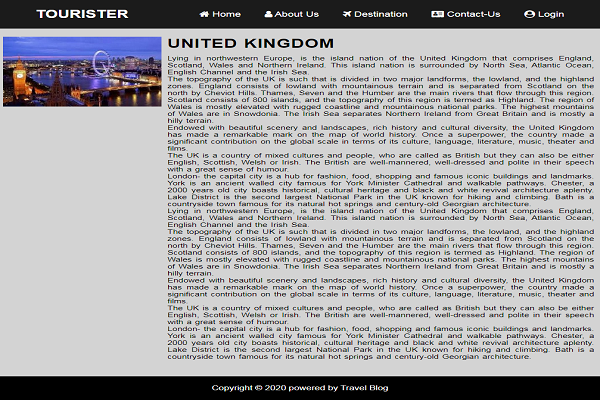 TOURISTER
Home About Us Destination Contact-Us Login
UNITED KINGDOM
Lying in northwestern Europe, is the island nation of the United Kingdom that comprises England,
Scotland, Wales and Northern Ireland. This island nation is surrounded by North Sea, Atlantic Ocean,
English Channel and the Irish Sea.
The topography of the UK is such that is divided in two major landforms, the lowland, and the highland
zones. England consists of lowland with mountainous terrain and is separated from Scotland on the
north by Cheviot Hills. Thames, Seven and the Humber are the main rivers that flow through this region.
Scotland consists of 800 islands, and the topography of this region is termed as Highland. The region of
Wales is mostly elevated with rugged coastline and mountainous national parks. The highest mountains
of Wales are in Snowdonia. The Irish Sea separates Northern Ireland from Great Britain and is mostly a
hilly terrain.
Endowed with beautiful scenery and landscapes, rich history and cultural diversity, the United Kingdom
has made a remarkable mark on the map of world history. Once a superpower, the country made a
significant contribution on the global scale in terms of its culture, language, literature, music, theater and
films.
The UK is a country of mixed cultures and people, who are called as British but they can also be either
English, Scottish, Welsh or Irish. The British are well-mannered, well-dressed and polite in their speech
with a great sense of humour.
London- the capital city is a hub for fashion, food, shopping and famous iconic buildings and landmarks.
York is an ancient walled city famous for York Minister Cathedral and walkable pathways. Chester, a
2000 years old city boasts historical, cultural heritage and black and white revival architecture aplenty.
Lake District is the second largest National Park in the UK known for hiking and climbing. Bath is a
countryside town famous for its natural hot springs and century-old Georgian architecture.
Lying in northwestern Europe, is the island nation of the United Kingdom that comprises England,
Scotland, Wales and Northern Ireland. This island nation is surrounded by North Sea, Atlantic Ocean,
English Channel and the Irish Sea.
The topography of the UK is such that is divided in two major landforms, the lowland, and the highland
zones. England consists of lowland with mountainous terrain and is separated from Scotland on the
north by Cheviot Hills. Thames, Seven and the Humber are the main rivers that flow through this region.
Scotland consists of 800 islands, and the topography of this region is termed as Highland. The region of
Wales is mostly elevated with rugged coastline and mountainous national parks. The highest mountains
of Wales are in Snowdonia. The Irish Sea separates Northern Ireland from Great Britain and is mostly a
hilly terrain.
Endowed with beautiful scenery and landscapes, rich history and cultural diversity, the United Kingdom
has made a remarkable mark on the map of world history. Once a superpower, the country made a
significant contribution on the global scale in terms of its culture, language, literature, music, theater and
films.
The UK is a country of mixed cultures and people, who are called as British but they can also be either
English, Scottish, Welsh or Irish. The British are well-mannered, well-dressed and polite in their speech
with a great sense of humour.
London- the capital city is a hub for fashion, food, shopping and famous iconic buildings and landmarks.
York is an ancient walled city famous for York Minister Cathedral and walkable pathways. Chester, a
2000 years old city boasts historical, cultural heritage and black and white revival architecture aplenty.
Lake District is the second largest National Park in the UK known for hiking and climbing. Bath is a
countryside town famous for its natural hot springs and century-old Georgian architecture.
Copyright © 2020 powered by Travel Blog